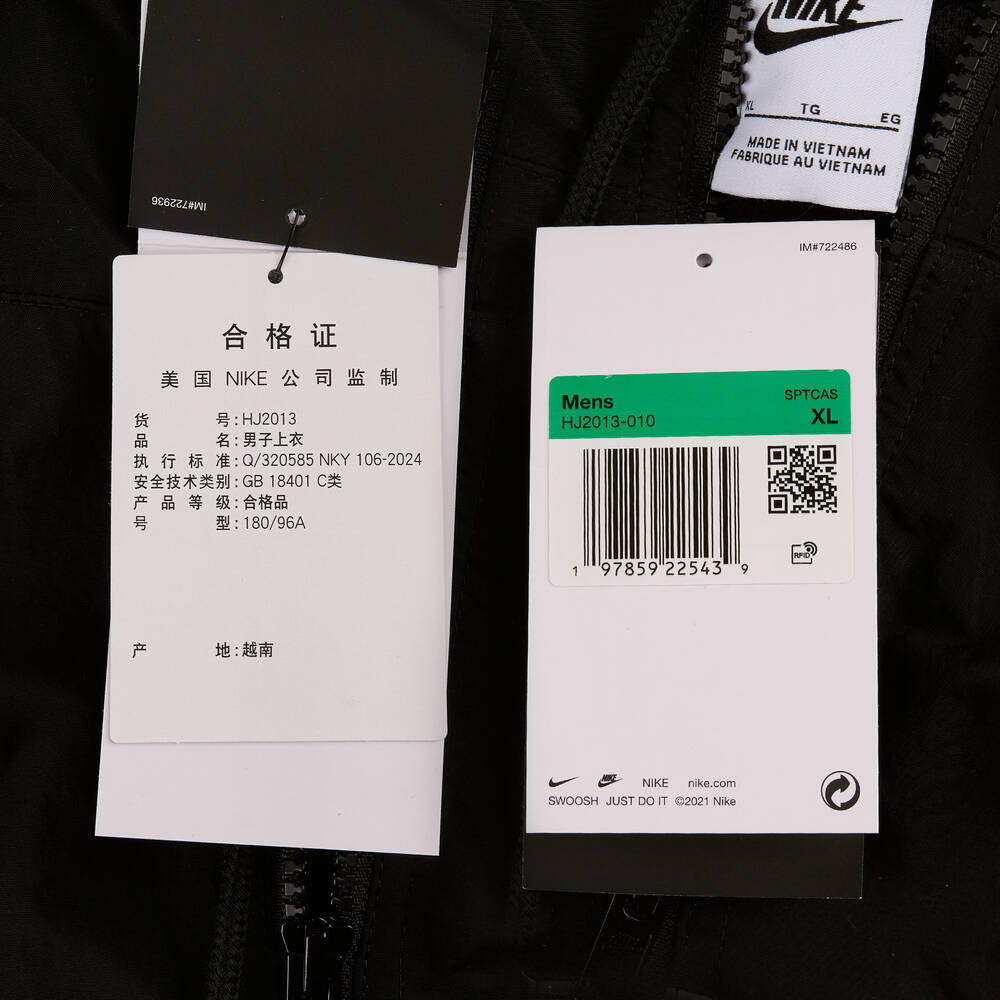 NIKE
XL TG EG
MADE IN VIETNAM
FABRIQUE AU VIETNAM
IM#722936
合格证
美国 NIKE 公司监制
货 号:HJ2013
品 名:男子上衣
执行标准:Q/320585 NKY 106-2024
安全技术类别:GB 18401 C类
产品等级:合格品
号 型:180/96A
产 地:越南
IM#722486
Mens SPTCAS
HJ2013-010 XL
1 97859 22543 9
RFID
NIKE NIKE nike.com
SWOOSH JUST DO IT ©2021 Nike